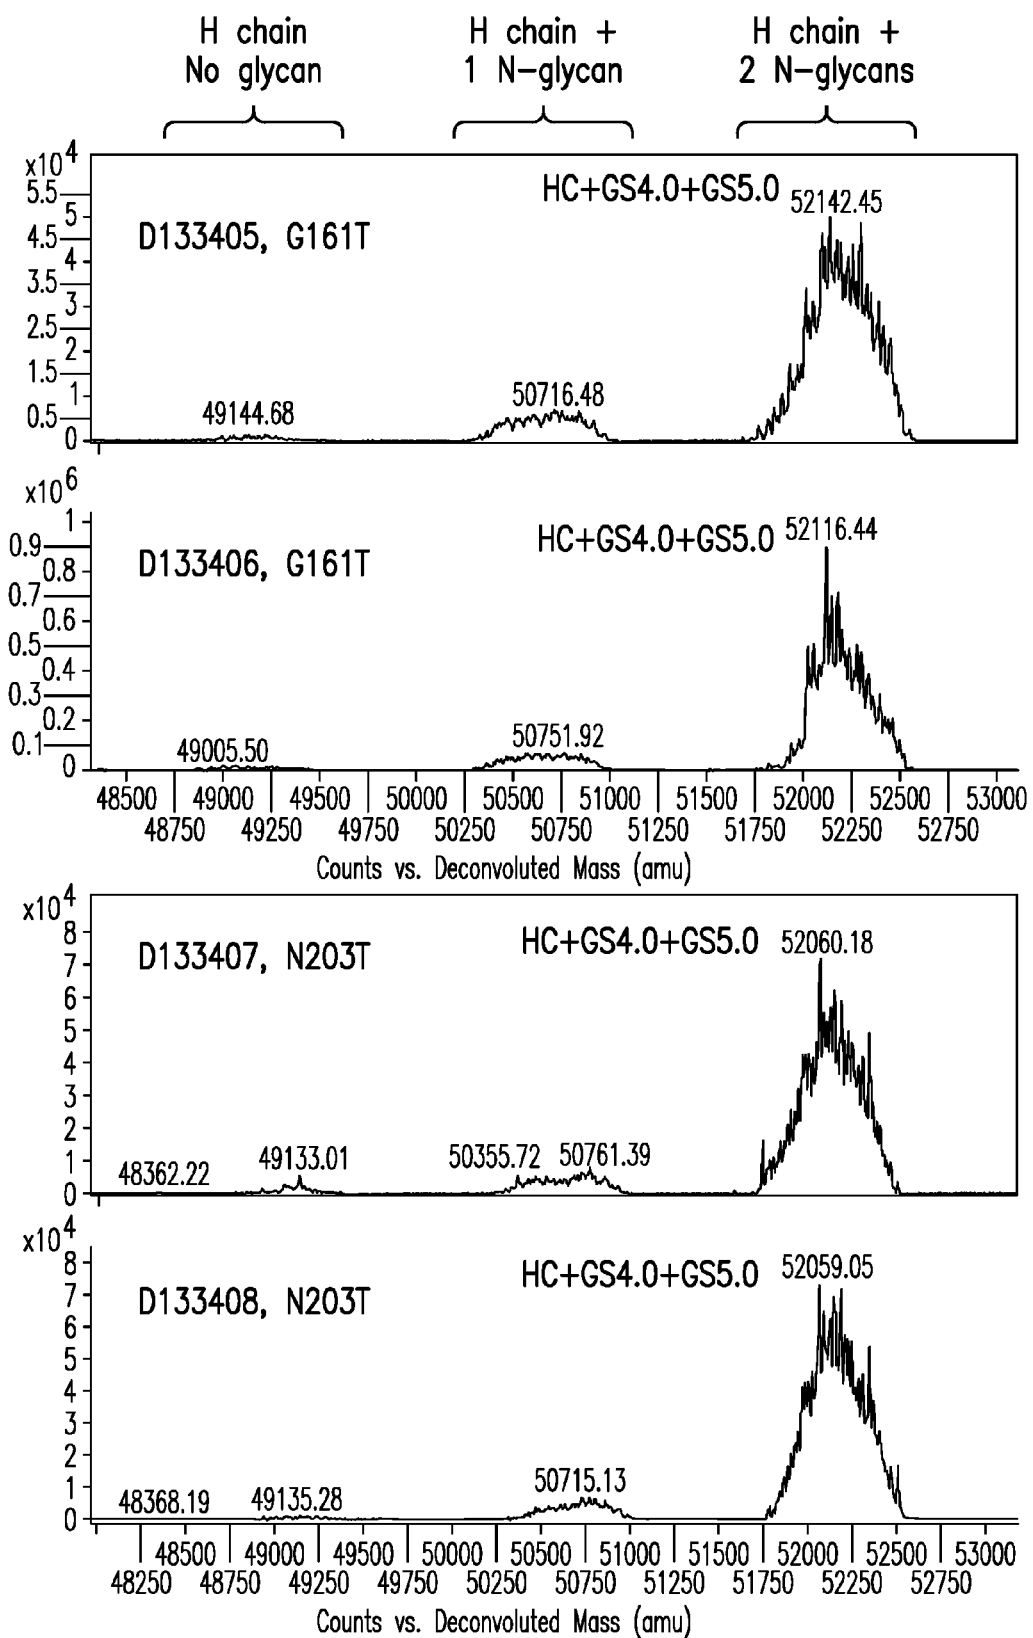 H chain
No glycan
H chain +
1 N-glycan
H chain +
2 N-glycans
x10⁴
5.5
5
4.5
4
3.5
3
2.5
2
1.5
1
0.5
0
D133405, G161T
HC+GS4.0+GS5.0
52142.45
49144.68
50716.48
x10⁶
1
0.9
0.8
0.7
0.6
0.5
0.4
0.3
0.2
0.1
0
D133406, G161T
HC+GS4.0+GS5.0
52116.44
49005.50
50751.92
48500 49000 49500 50000 50500 51000 51500 52000 52500 53000
48750 49250 49750 50250 50750 51250 51750 52250 52750
Counts vs. Deconvoluted Mass (amu)
x10⁴
8
7
6
5
4
3
2
1
0
D133407, N203T
HC+GS4.0+GS5.0
52060.18
48362.22
49133.01
50355.72
50761.39
x10⁴
8
7
6
5
4
3
2
1
0
D133408, N203T
HC+GS4.0+GS5.0
52059.05
48368.19
49135.28
50715.13
48500 49000 49500 50000 50500 51000 51500 52000 52500 53000
48250 48750 49250 49750 50250 50750 51250 51750 52250 52750
Counts vs. Deconvoluted Mass (amu)